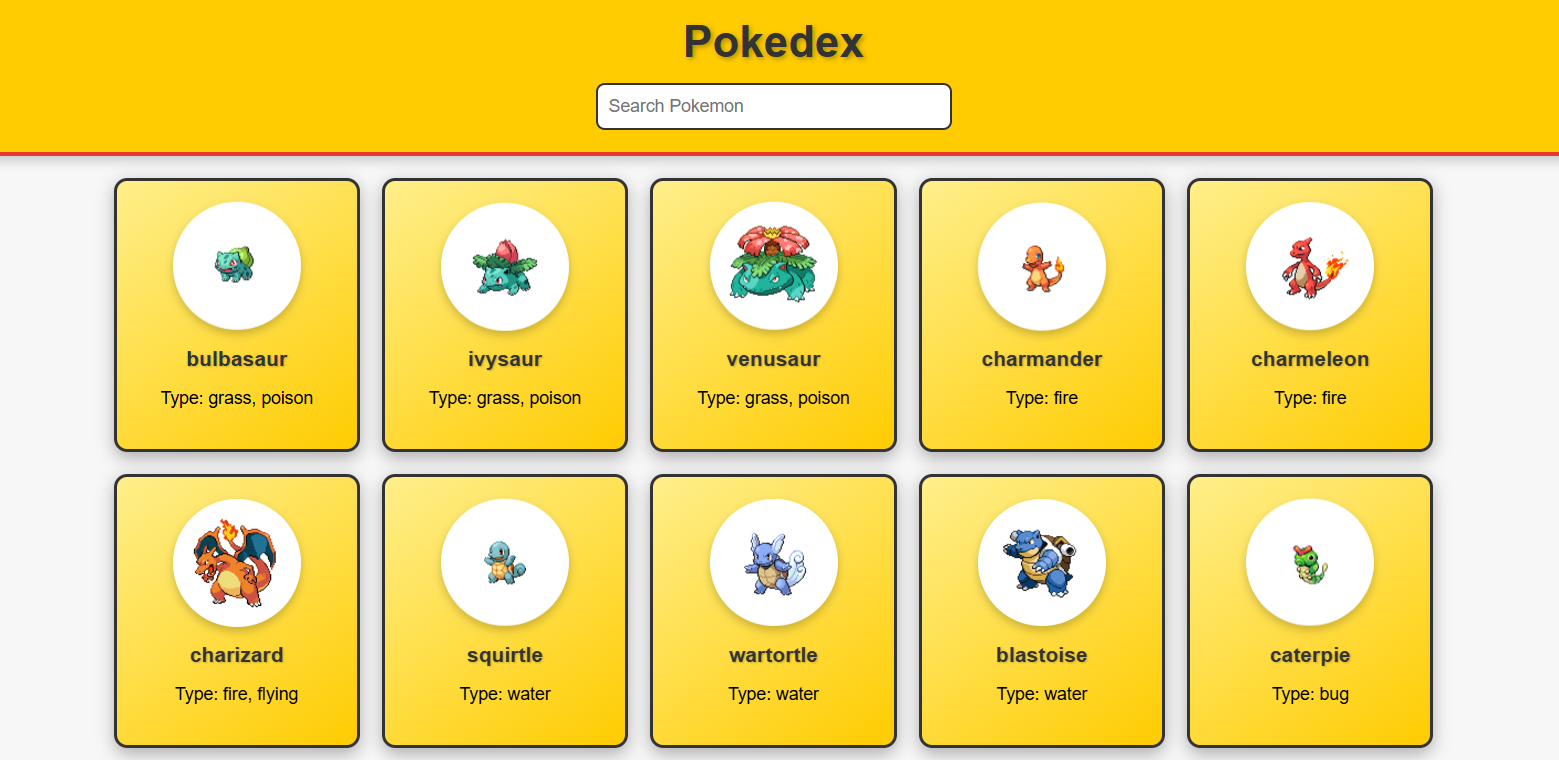 Pokedex
Search Pokemon
bulbasaur
Type: grass, poison
ivysaur
Type: grass, poison
venusaur
Type: grass, poison
charmander
Type: fire
charmeleon
Type: fire
charizard
Type: fire, flying
squirtle
Type: water
wartortle
Type: water
blastoise
Type: water
caterpie
Type: bug